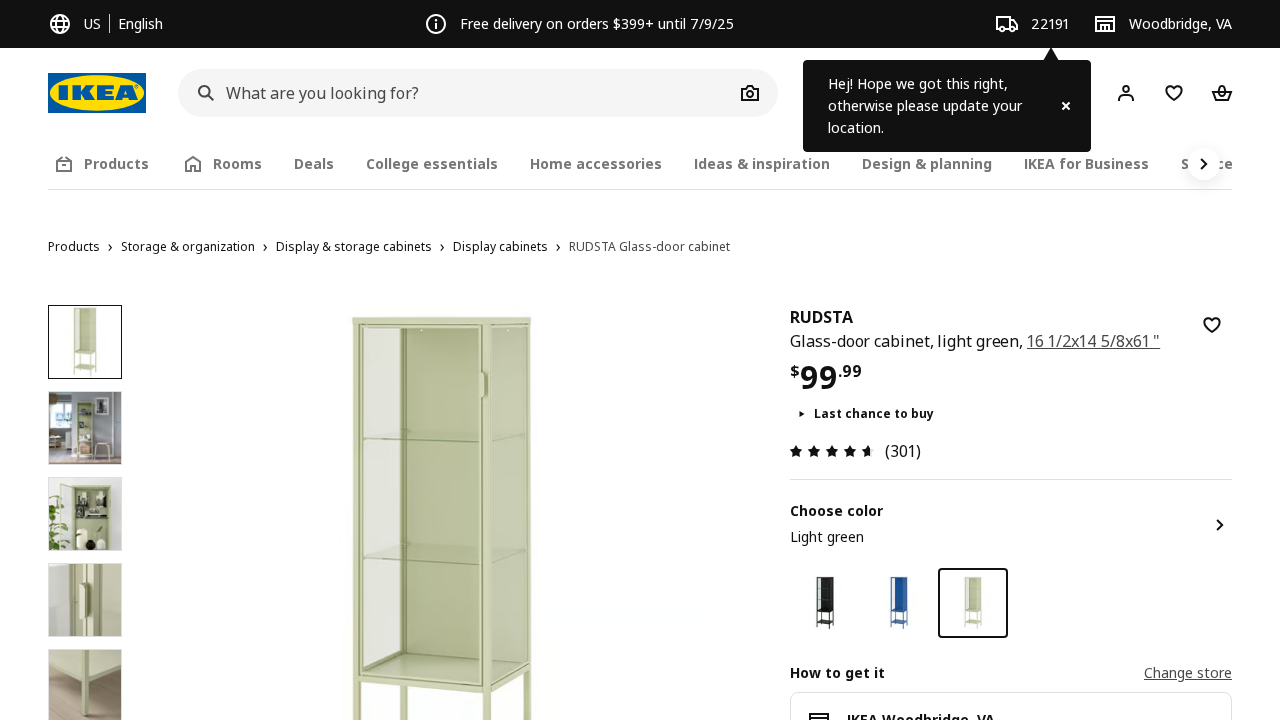 US | English
Free delivery on orders $399+ until 7/9/25
22191
Woodbridge, VA
IKEA
What are you looking for?
Hej! Hope we got this right,
otherwise please update your
location.
Products
Rooms
Deals
College essentials
Home accessories
Ideas & inspiration
Design & planning
IKEA for Business
Products › Storage & organization › Display & storage cabinets › Display cabinets › RUDSTA Glass-door cabinet
RUDSTA
Glass-door cabinet, light green, 16 1/2x14 5/8x61 "
$99.99
Last chance to buy
(301)
Choose color
Light green
How to get it
Change store
IKEA Woodbridge, VA